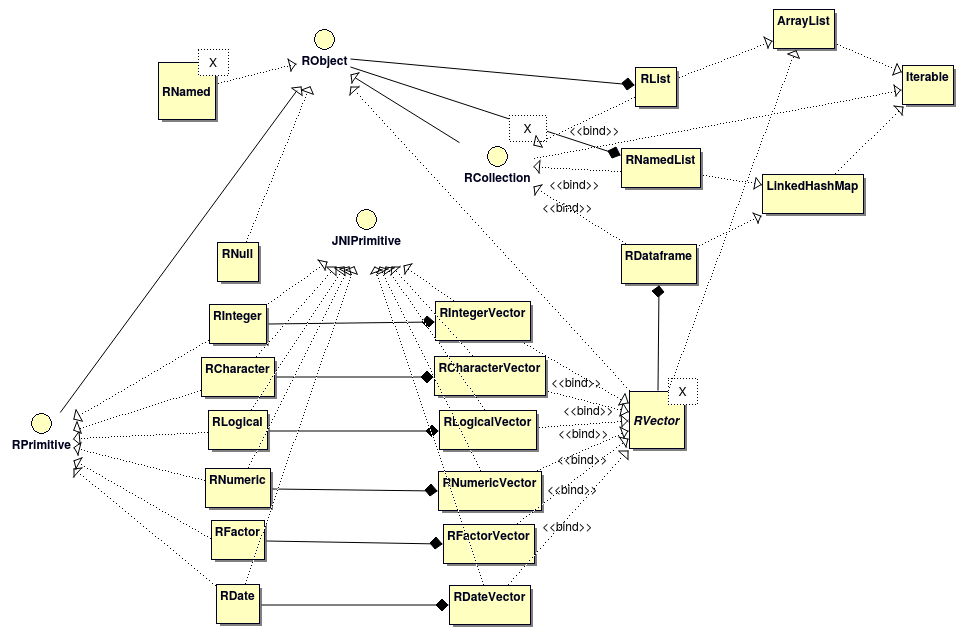 ArrayList
X
RObject
RList
Iterable
RNamed
X
<<bind>>
RNamedList
RCollection
<<bind>>
LinkedHashMap
<<bind>>
JNIPrimitive
RNull
RDataframe
RInteger
RIntegerVector
RCharacter
RCharacterVector
<<bind>>
X
<<bind>>
RPrimitive
RLogical
RLogicalVector
RVector
<<bind>>
<<bind>>
RNumeric
RNumericVector
<<bind>>
<<bind>>
RFactor
RFactorVector
RDate
RDateVector